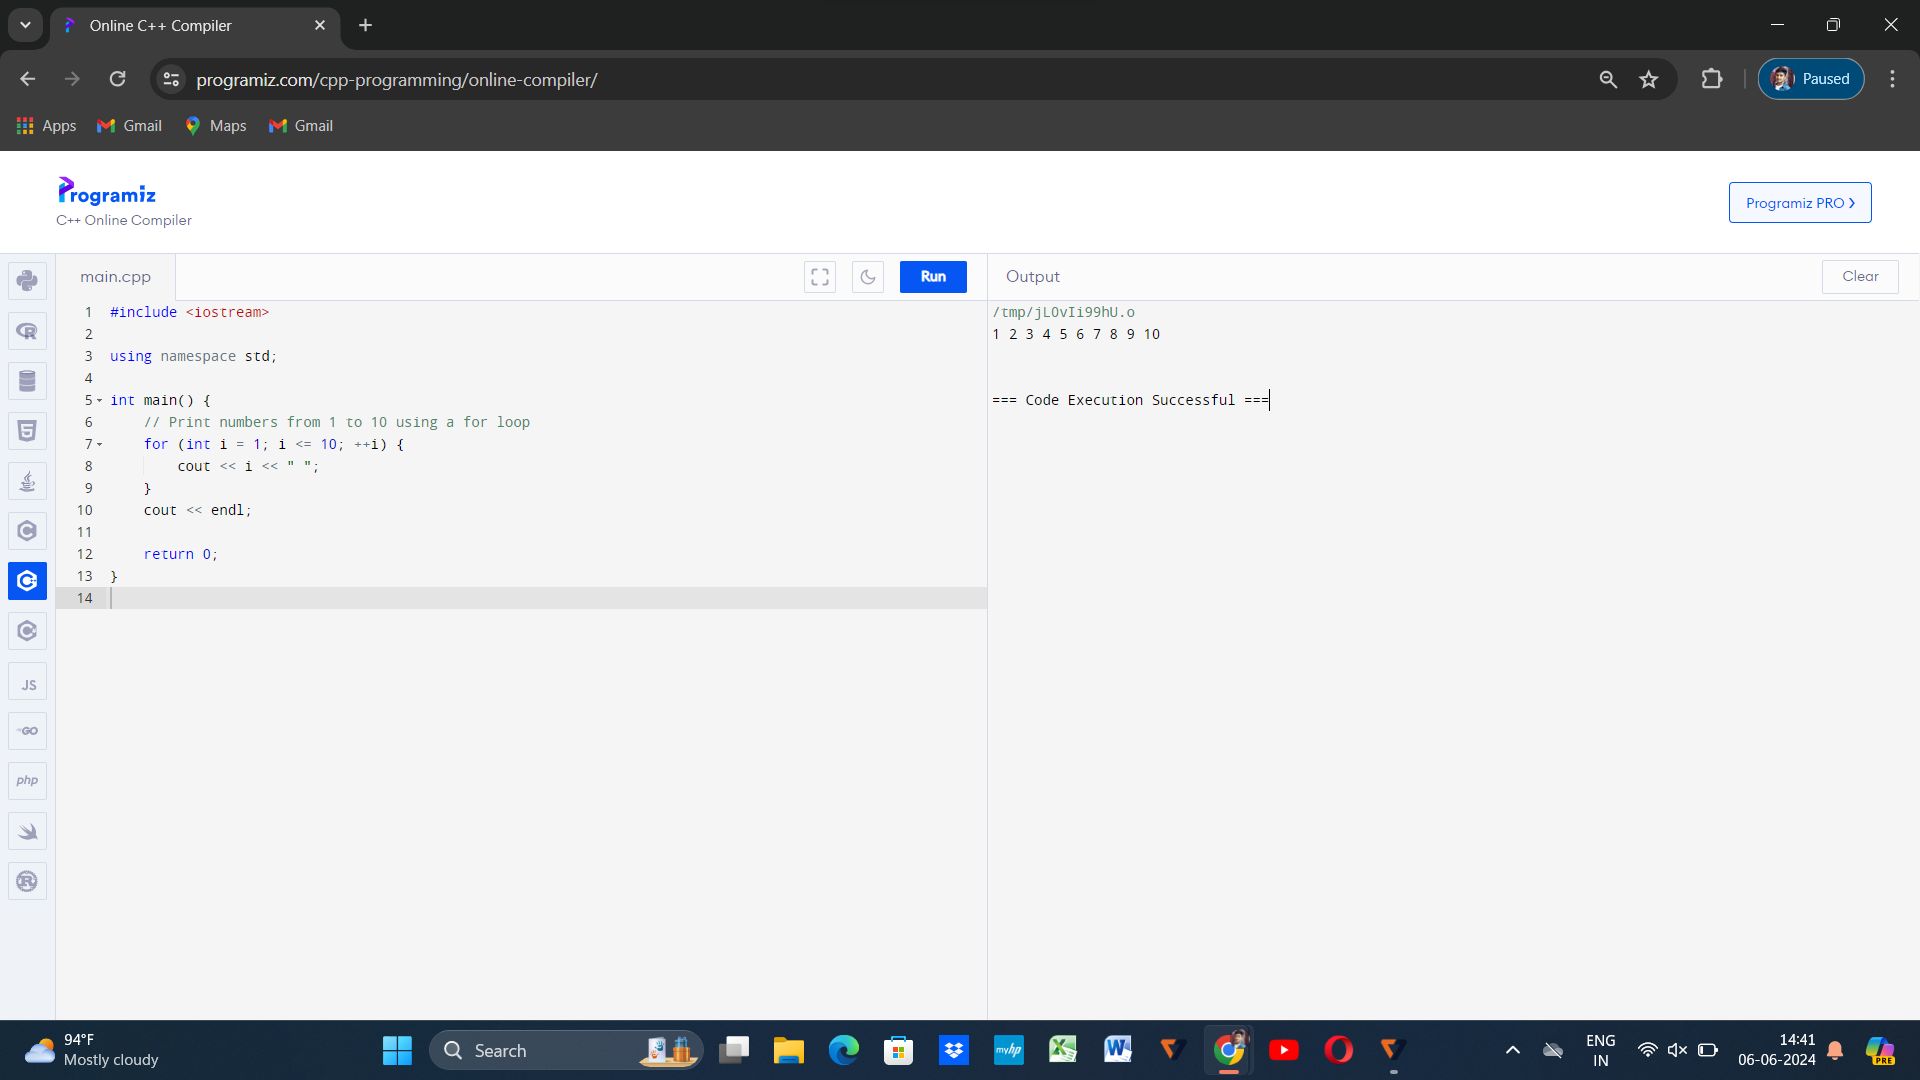 Online C++ Compiler
programiz.com/cpp-programming/online-compiler/
Paused
Apps
Gmail
Maps
Gmail
Programiz
C++ Online Compiler
Programiz PRO ›
main.cpp
Run
Output
Clear
1 #include <iostream>
2
3 using namespace std;
4
5 int main() {
6     // Print numbers from 1 to 10 using a for loop
7     for (int i = 1; i <= 10; ++i) {
8         cout << i << " ";
9     }
10     cout << endl;
11
12     return 0;
13 }
14
/tmp/jLOvIi99hU.o
1 2 3 4 5 6 7 8 9 10
=== Code Execution Successful ===
R
JS
GO
php
R
94°F
Mostly cloudy
Search
myhp
ENG
IN
14:41
06-06-2024
PRE